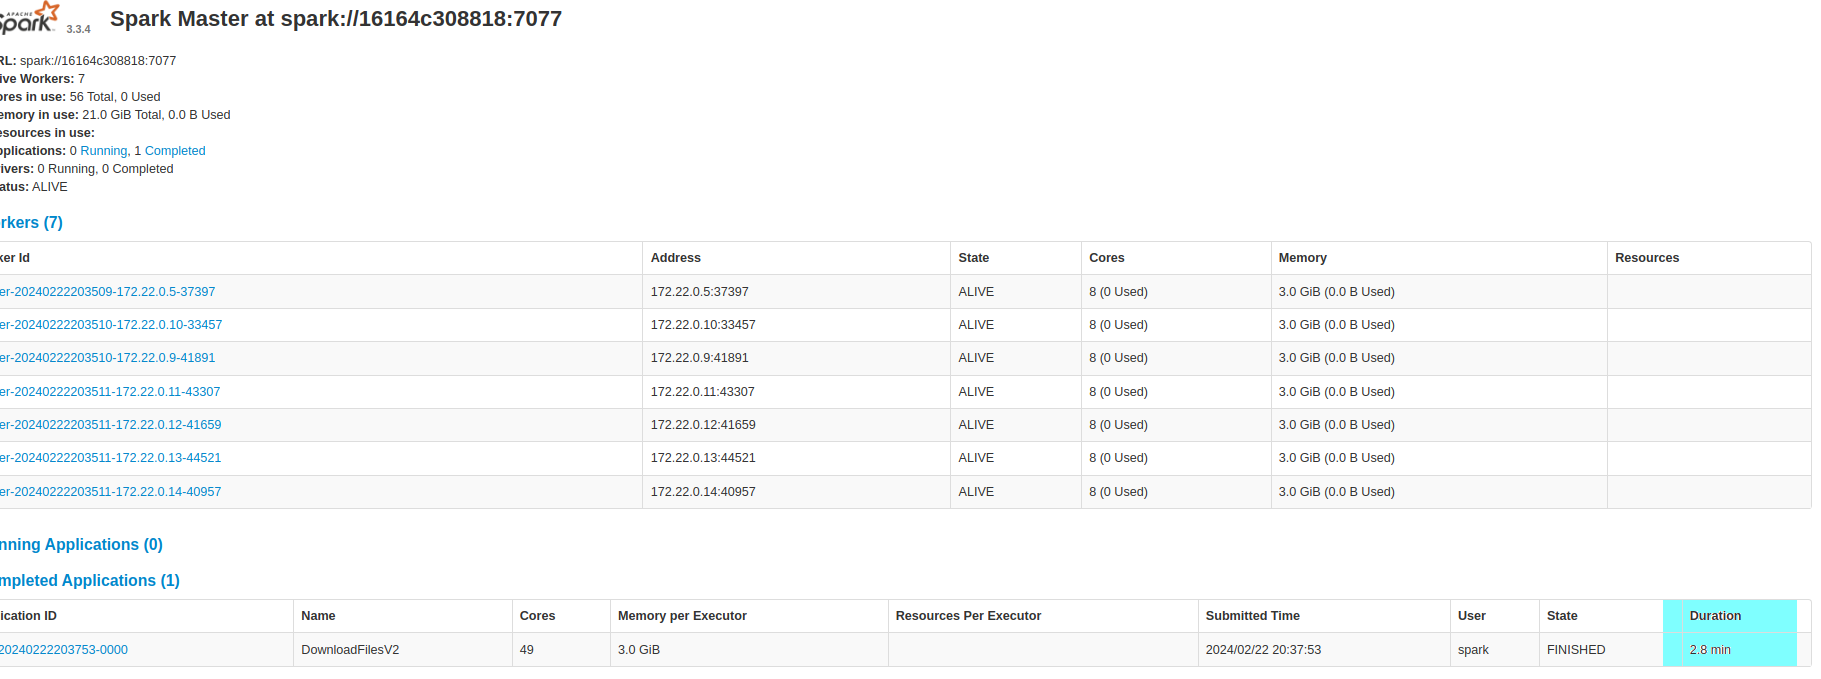 APACHE
Spark 3.3.4 Spark Master at spark://16164c308818:7077
RL: spark://16164c308818:7077
ive Workers: 7
ores in use: 56 Total, 0 Used
emory in use: 21.0 GiB Total, 0.0 B Used
esources in use:
pplications: 0 Running, 1 Completed
ivers: 0 Running, 0 Completed
atus: ALIVE
rkers (7)
ker Id Address State Cores Memory Resources
er-20240222203509-172.22.0.5-37397 172.22.0.5:37397 ALIVE 8 (0 Used) 3.0 GiB (0.0 B Used)
er-20240222203510-172.22.0.10-33457 172.22.0.10:33457 ALIVE 8 (0 Used) 3.0 GiB (0.0 B Used)
er-20240222203510-172.22.0.9-41891 172.22.0.9:41891 ALIVE 8 (0 Used) 3.0 GiB (0.0 B Used)
er-20240222203511-172.22.0.11-43307 172.22.0.11:43307 ALIVE 8 (0 Used) 3.0 GiB (0.0 B Used)
er-20240222203511-172.22.0.12-41659 172.22.0.12:41659 ALIVE 8 (0 Used) 3.0 GiB (0.0 B Used)
er-20240222203511-172.22.0.13-44521 172.22.0.13:44521 ALIVE 8 (0 Used) 3.0 GiB (0.0 B Used)
er-20240222203511-172.22.0.14-40957 172.22.0.14:40957 ALIVE 8 (0 Used) 3.0 GiB (0.0 B Used)
nning Applications (0)
mpleted Applications (1)
ication ID Name Cores Memory per Executor Resources Per Executor Submitted Time User State Duration
20240222203753-0000 DownloadFilesV2 49 3.0 GiB 2024/02/22 20:37:53 spark FINISHED 2.8 min